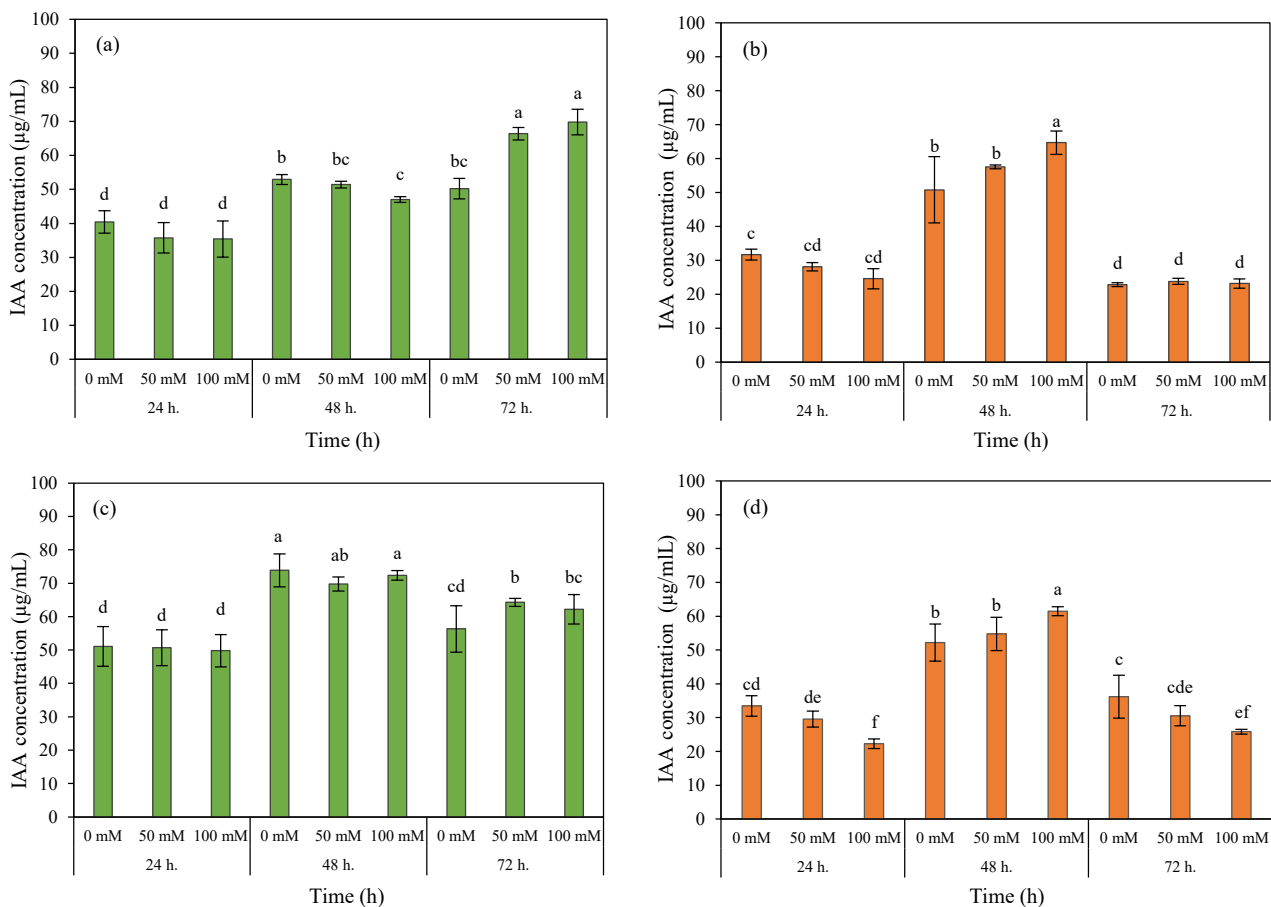 (a)
IAA concentration (µg/mL)
100
90
80
70
60
50
40
30
20
10
0
d d d b bc c bc a a
0 mM 50 mM 100 mM 0 mM 50 mM 100 mM 0 mM 50 mM 100 mM
24 h. 48 h. 72 h.
Time (h)
(b)
IAA concentration (µg/mL)
100
90
80
70
60
50
40
30
20
10
0
c cd cd b b a d d d
0 mM 50 mM 100 mM 0 mM 50 mM 100 mM 0 mM 50 mM 100 mM
24 h. 48 h. 72 h.
Time (h)
(c)
IAA concentration (µg/mL)
100
90
80
70
60
50
40
30
20
10
0
d d d a ab a cd b bc
0 mM 50 mM 100 mM 0 mM 50 mM 100 mM 0 mM 50 mM 100 mM
24 h. 48 h. 72 h.
Time (h)
(d)
IAA concentration (µg/mlL)
100
90
80
70
60
50
40
30
20
10
0
cd de f b b a c cde ef
0 mM 50 mM 100 mM 0 mM 50 mM 100 mM 0 mM 50 mM 100 mM
24 h. 48 h. 72 h.
Time (h)